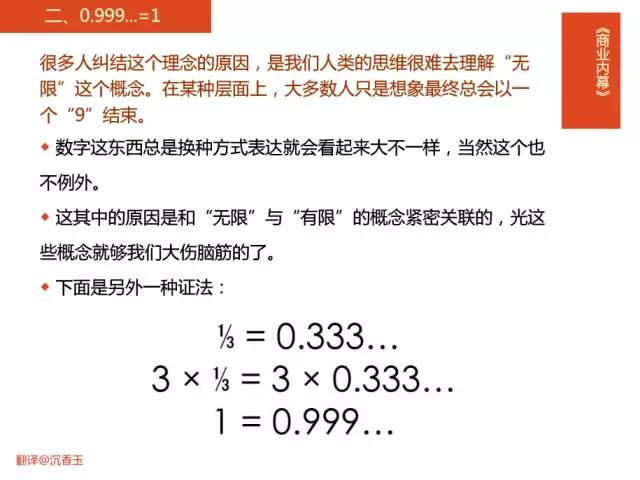 二、0.999...=1
《商业内幕》
很多人纠结这个理念的原因，是我们人类的思维很难去理解“无
限”这个概念。在某种层面上，大多数人只是想象最终总会以一
个“9”结束。
◆ 数字这东西总是换种方式表达就会看起来大不一样，当然这个也
不例外。
◆ 这其中的原因是和“无限”与“有限”的概念紧密关联的，光这
些概念就够我们大伤脑筋的了。
◆ 下面是另外一种证法：
⅓ = 0.333...
3 × ⅓ = 3 × 0.333...
1 = 0.999...
翻译@沉香玉